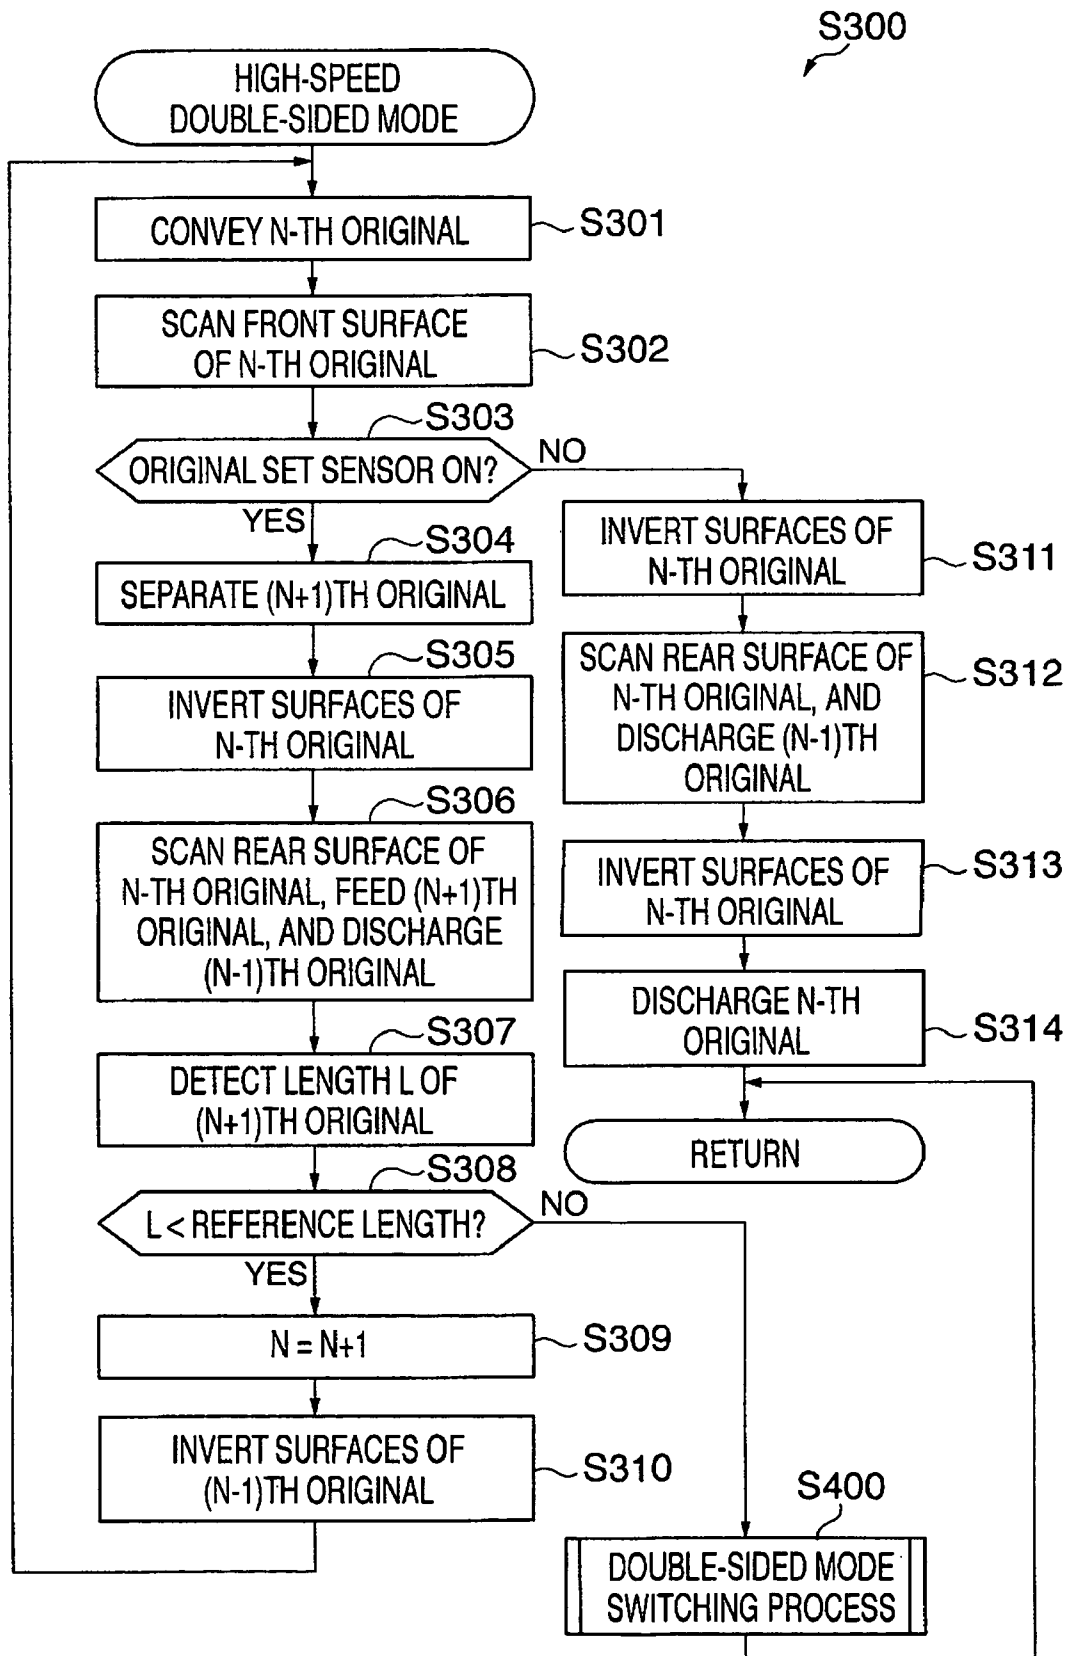 S300
HIGH-SPEED
DOUBLE-SIDED MODE
CONVEY N-TH ORIGINAL
S301
SCAN FRONT SURFACE
OF N-TH ORIGINAL
S302
S303
ORIGINAL SET SENSOR ON?
NO
YES
S304
SEPARATE (N+1)TH ORIGINAL
S305
INVERT SURFACES OF
N-TH ORIGINAL
S306
SCAN REAR SURFACE OF
N-TH ORIGINAL, FEED (N+1)TH
ORIGINAL, AND DISCHARGE
(N-1)TH ORIGINAL
S307
DETECT LENGTH L OF
(N+1)TH ORIGINAL
S308
L < REFERENCE LENGTH?
NO
YES
N = N+1
S309
INVERT SURFACES OF
(N-1)TH ORIGINAL
S310
INVERT SURFACES OF
N-TH ORIGINAL
S311
SCAN REAR SURFACE OF
N-TH ORIGINAL, AND
DISCHARGE (N-1)TH
ORIGINAL
S312
INVERT SURFACES OF
N-TH ORIGINAL
S313
DISCHARGE N-TH
ORIGINAL
S314
RETURN
S400
DOUBLE-SIDED MODE
SWITCHING PROCESS